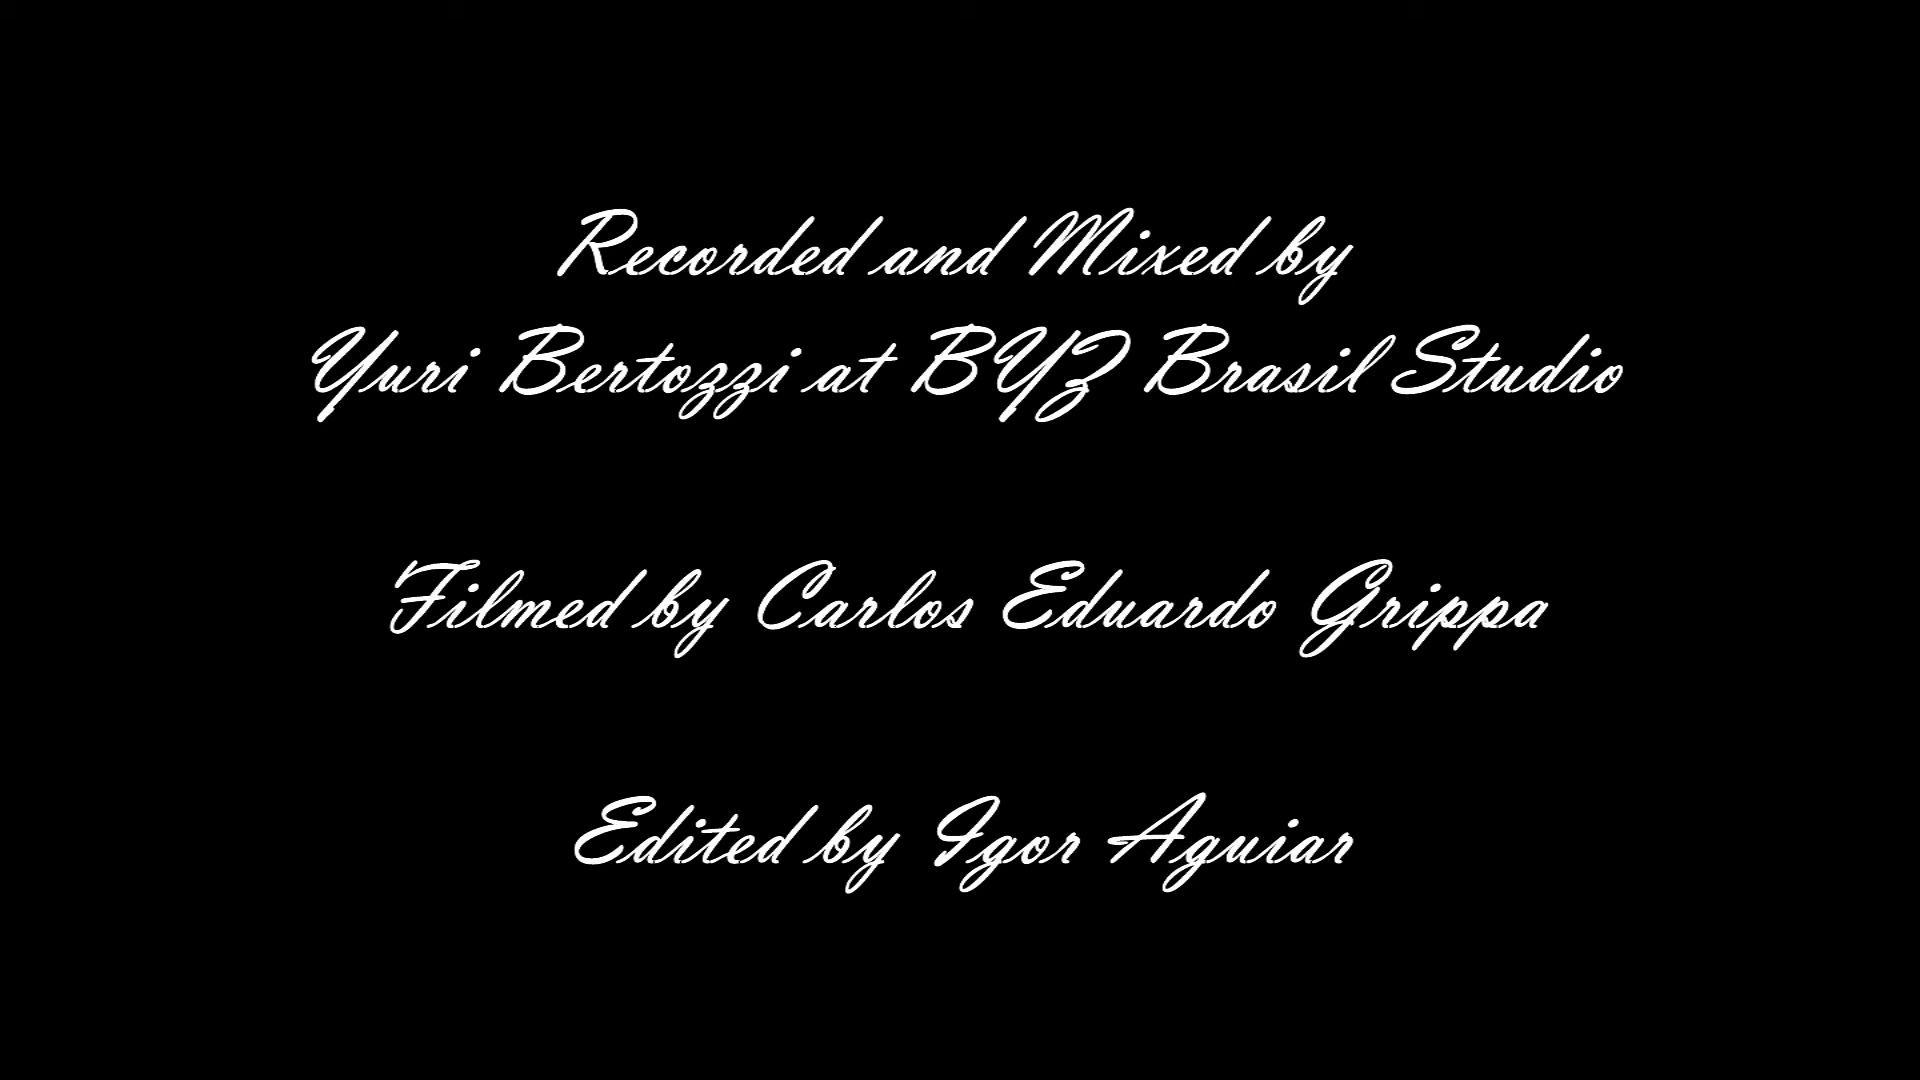 Recorded and Mixed by
Yuri Bertozzi at BYZ Brasil Studio
Filmed by Carlos Eduardo Grippa
Edited by Igor Aguiar